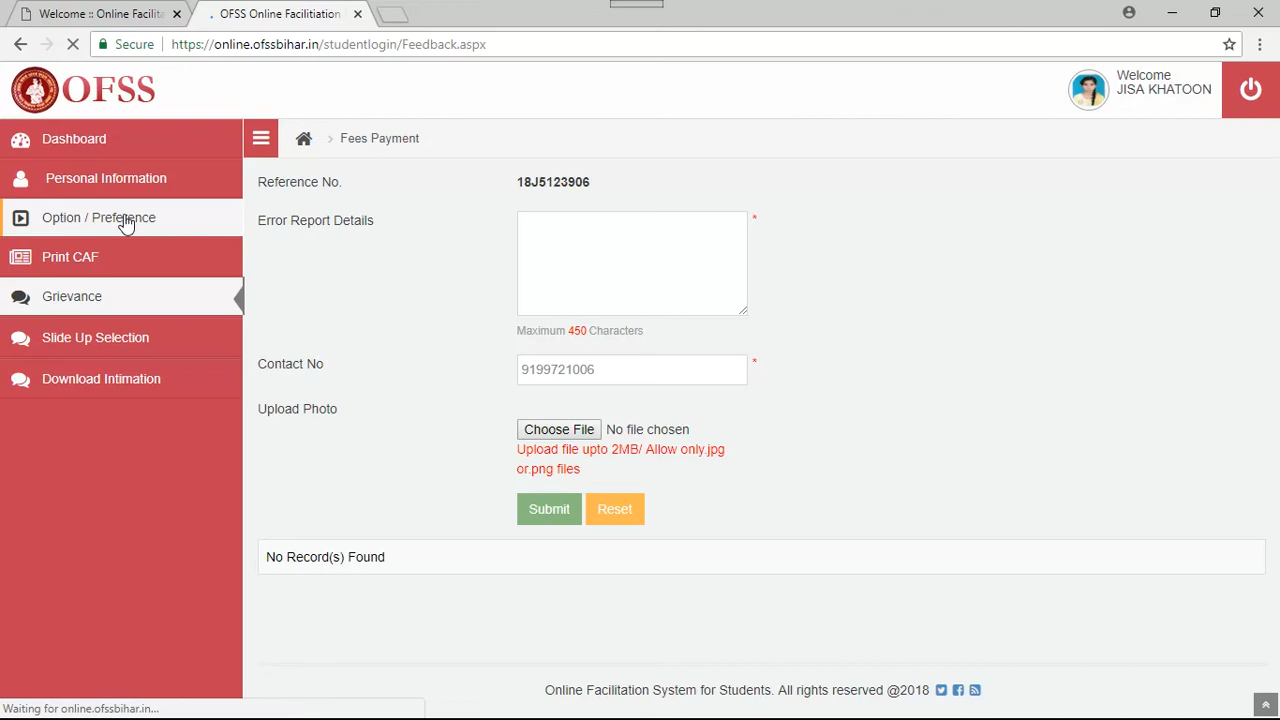 Welcome :: Online Facilita
OFSS Online Facilitiation
Secure
https://online.ofssbihar.in/studentlogin/Feedback.aspx
OFSS
Welcome
JISA KHATOON
Dashboard
Fees Payment
Personal Information
Reference No.
18J5123906
Option / Preference
Error Report Details
*
Print CAF
Grievance
Maximum 450 Characters
Slide Up Selection
Contact No
9199721006
*
Download Intimation
Upload Photo
Choose File
No file chosen
Upload file upto 2MB/ Allow only.jpg
or.png files
Submit
Reset
No Record(s) Found
Online Facilitation System for Students. All rights reserved @2018
Waiting for online.ofssbihar.in...